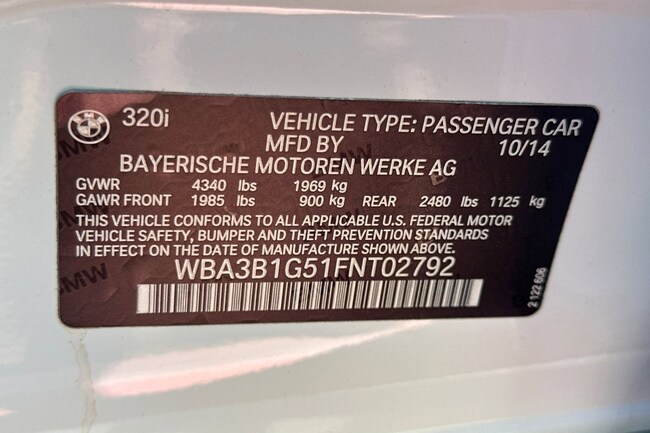 BMW 320i VEHICLE TYPE: PASSENGER CAR
MFD BY 10/14
BAYERISCHE MOTOREN WERKE AG
GVWR 4340 lbs 1969 kg
GAWR FRONT 1985 lbs 900 kg REAR 2480 lbs 1125 kg
THIS VEHICLE CONFORMS TO ALL APPLICABLE U.S. FEDERAL MOTOR
VEHICLE SAFETY, BUMPER AND THEFT PREVENTION STANDARDS
IN EFFECT ON THE DATE OF MANUFACTURE SHOWN ABOVE.
WBA3B1G51FNT02792
2 122 606